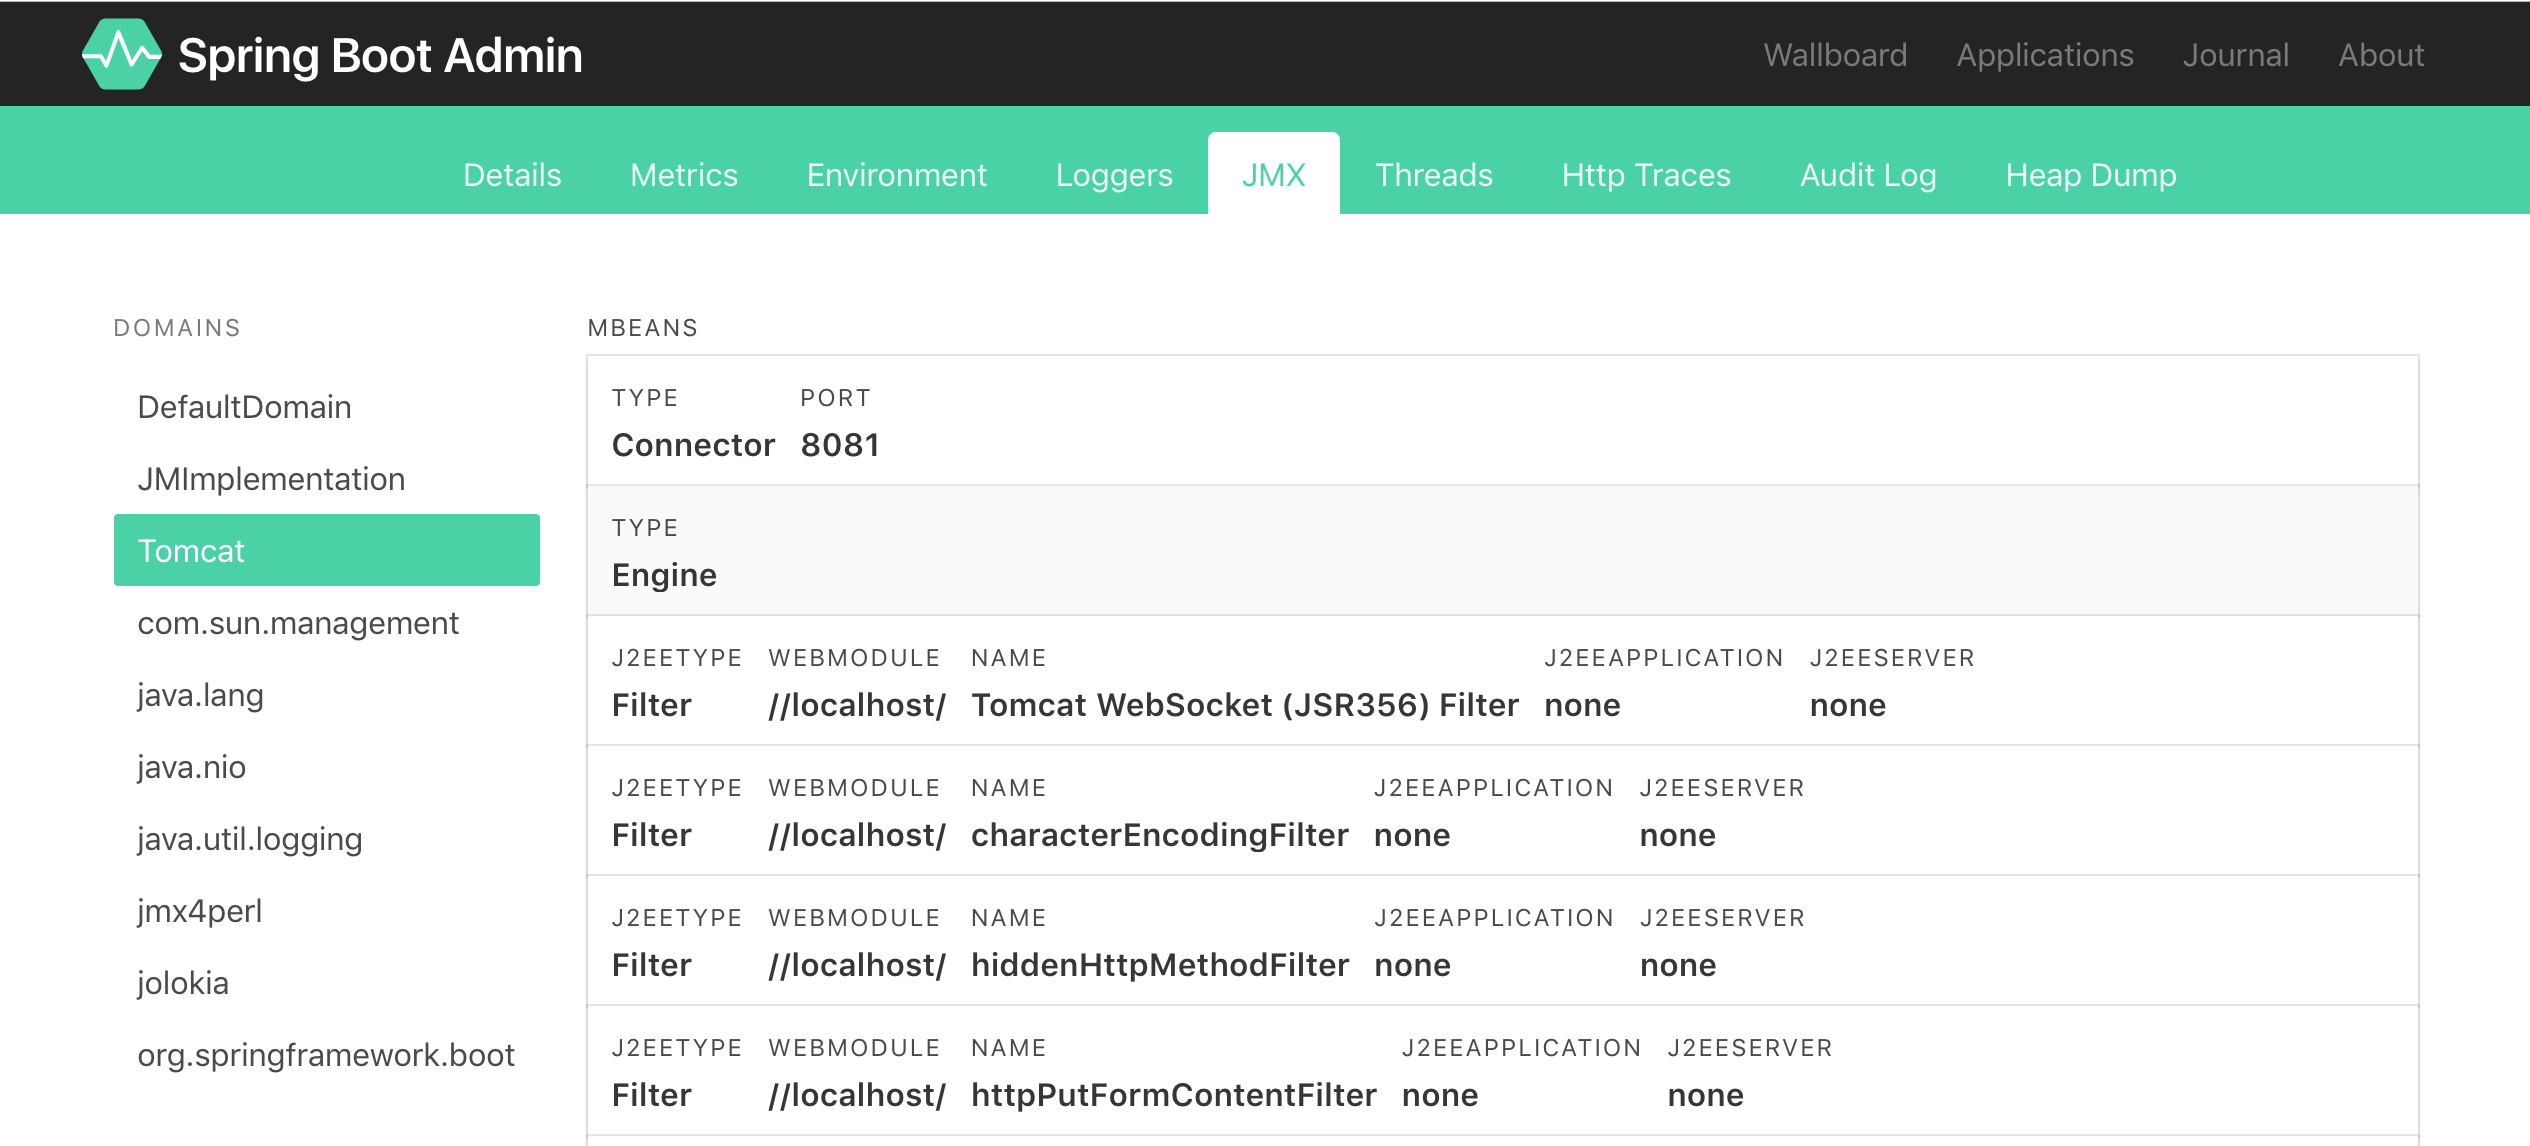 Spring Boot Admin
Wallboard Applications Journal About
Details Metrics Environment Loggers JMX Threads Http Traces Audit Log Heap Dump
DOMAINS
DefaultDomain
JMImplementation
Tomcat
com.sun.management
java.lang
java.nio
java.util.logging
jmx4perl
jolokia
org.springframework.boot
MBEANS
TYPE PORT
Connector 8081
TYPE
Engine
J2EETYPE WEBMODULE NAME J2EEAPPLICATION J2EESERVER
Filter //localhost/ Tomcat WebSocket (JSR356) Filter none none
J2EETYPE WEBMODULE NAME J2EEAPPLICATION J2EESERVER
Filter //localhost/ characterEncodingFilter none none
J2EETYPE WEBMODULE NAME J2EEAPPLICATION J2EESERVER
Filter //localhost/ hiddenHttpMethodFilter none none
J2EETYPE WEBMODULE NAME J2EEAPPLICATION J2EESERVER
Filter //localhost/ httpPutFormContentFilter none none